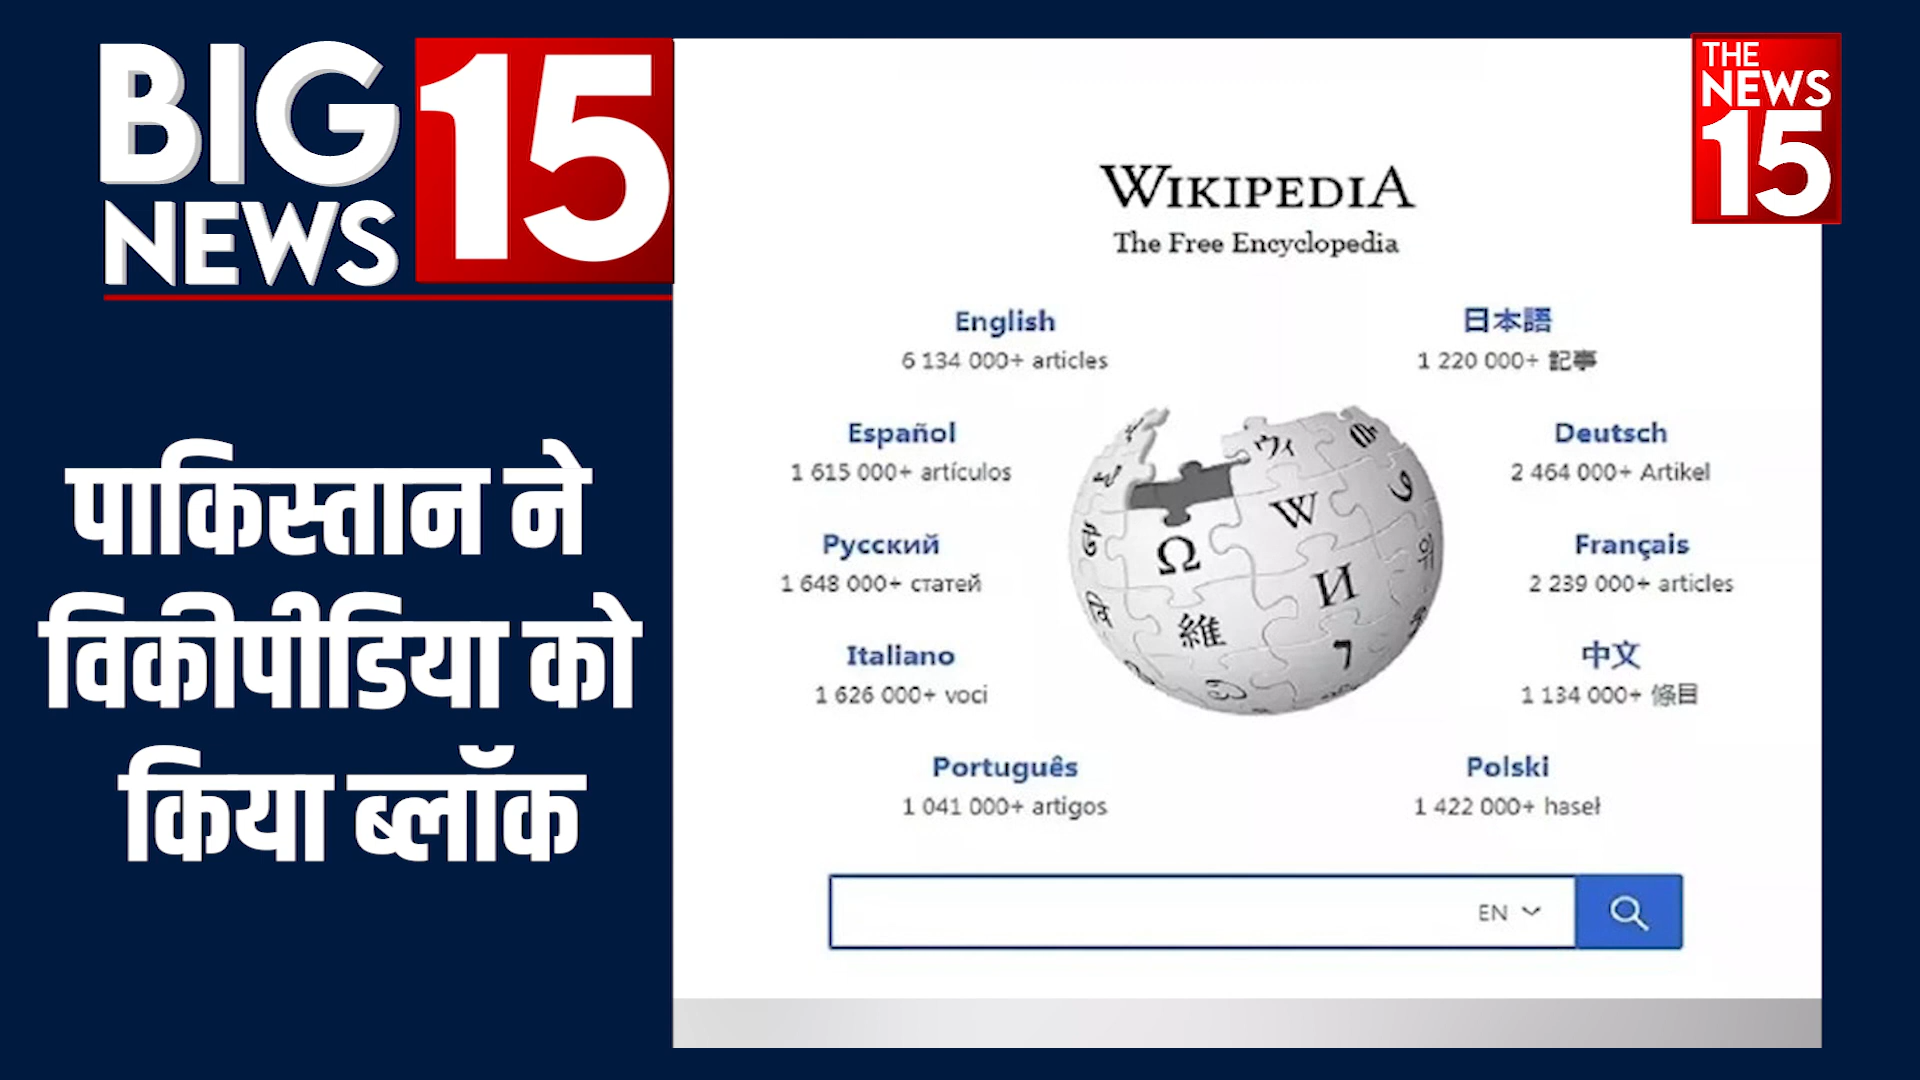 BIG
NEWS
15
THE
NEWS
15
पाकिस्तान ने
विकीपीडिया को
किया ब्लॉक
WIKIPEDIA
The Free Encyclopedia
English
6 134 000+ articles
日本語
1 220 000+ 記事
Español
1 615 000+ artículos
Deutsch
2 464 000+ Artikel
Русский
1 648 000+ статей
Français
2 239 000+ articles
Italiano
1 626 000+ voci
中文
1 134 000+ 條目
Português
1 041 000+ artigos
Polski
1 422 000+ haseł
Ω
W
И
維
ウィ
EN